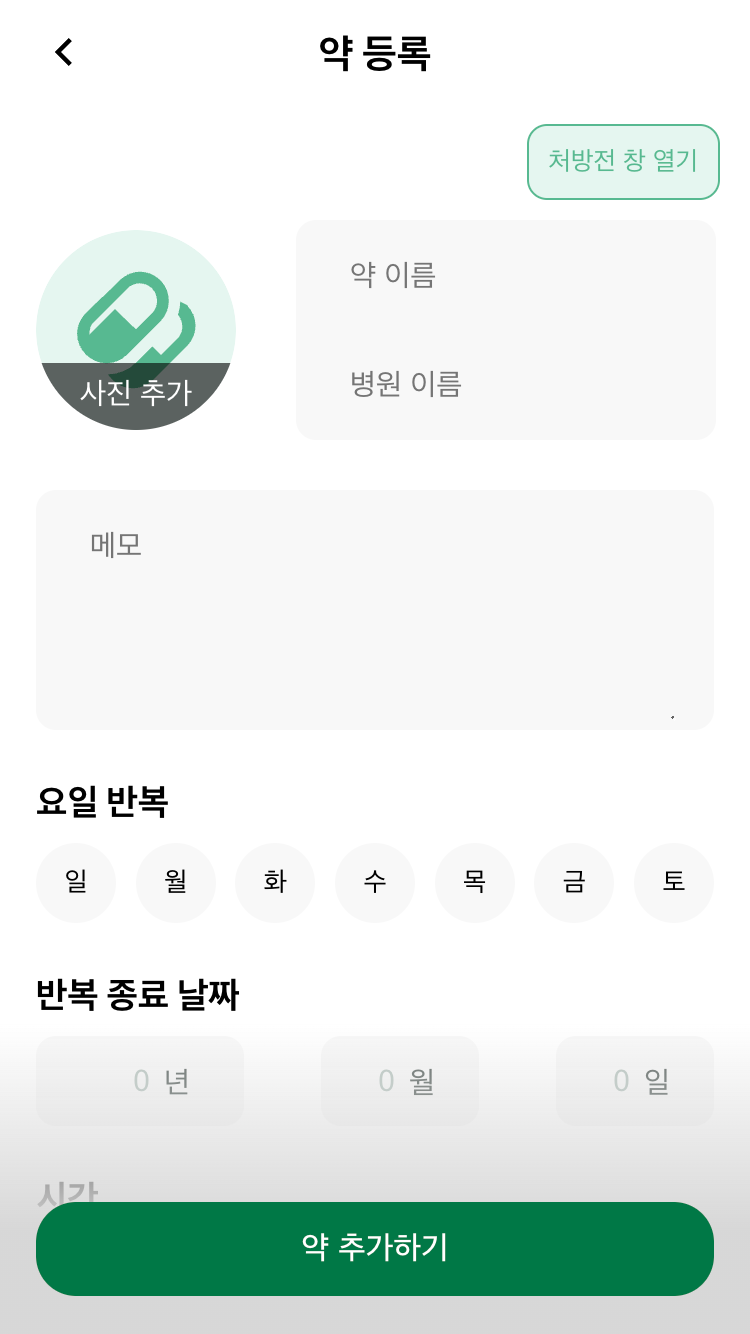 약 등록
처방전 창 열기
사진 추가
약 이름
병원 이름
메모
요일 반복
일 월 화 수 목 금 토
반복 종료 날짜
0 년 0 월 0 일
시간
약 추가하기